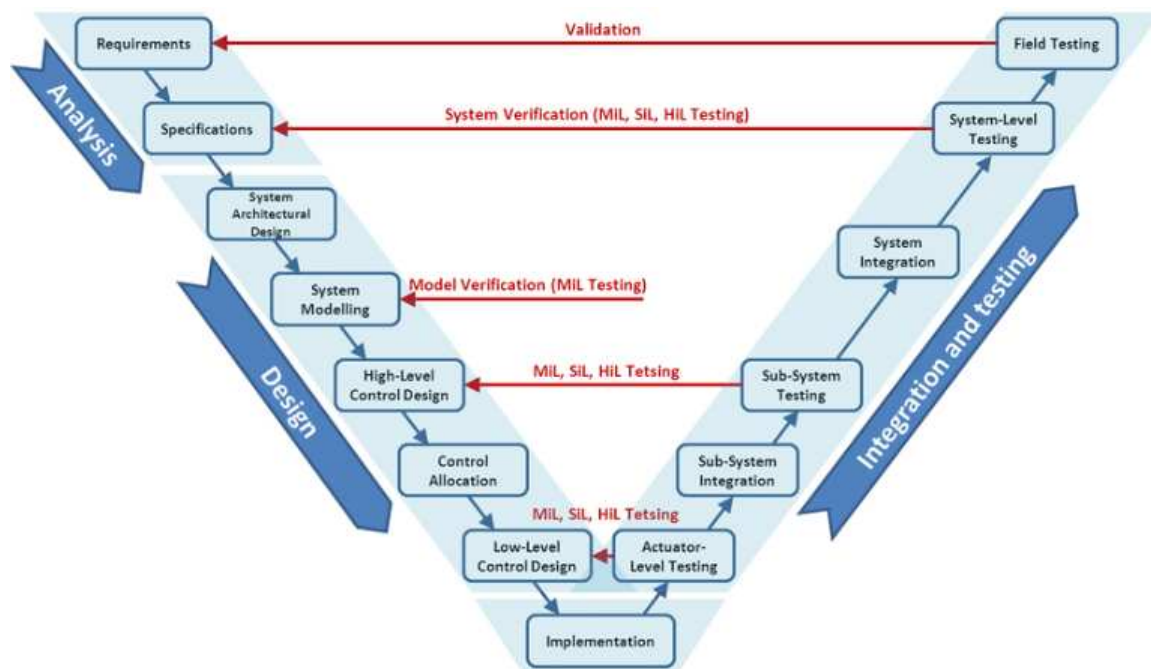 Requirements
Validation
Field Testing
Analysis
Specifications
System Verification (MiL, SiL, HiL Testing)
System-Level
Testing
System
Architectural
Design
System
Integration
System
Modelling
Model Verification (MiL Testing)
Design
Integration and testing
High-Level
Control Design
MiL, SiL, HiL Tetsing
Sub-System
Testing
Control
Allocation
Sub-System
Integration
MiL, SiL, HiL Tetsing
Low-Level
Control Design
Actuator-
Level Testing
Implementation